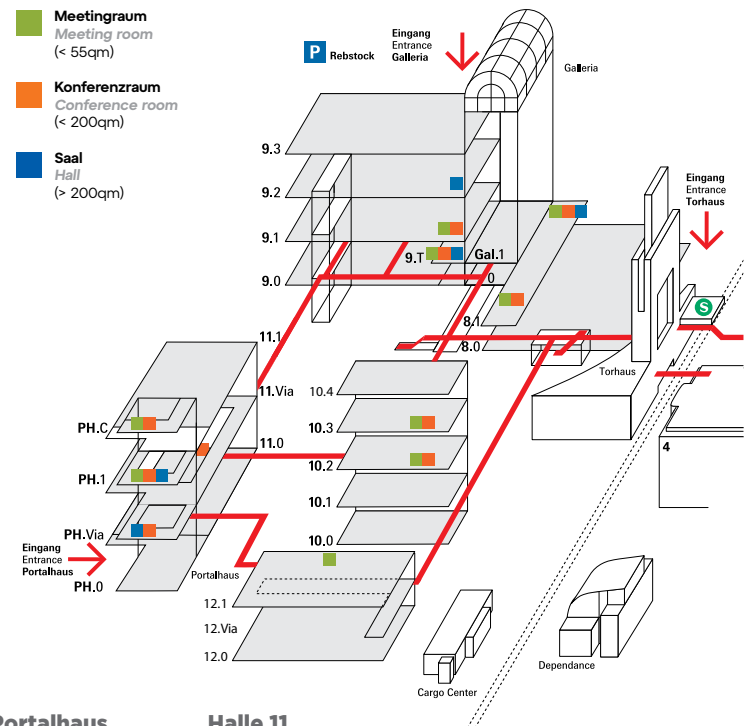 Meetingraum
Meeting room
(< 55qm)
Konferenzraum
Conference room
(< 200qm)
Saal
Hall
(> 200qm)
P Rebstock
Eingang
Entrance
Galleria
Galleria
Eingang
Entrance
Torhaus
9.3
9.2
9.1
9.T
Gal.1
9.0
0
S
8.1
8.0
Torhaus
4
11.1
11.Via
11.0
PH.C
PH.1
PH.Via
PH.0
Eingang
Entrance
Portalhaus
Portalhaus
10.4
10.3
10.2
10.1
10.0
12.1
12.Via
12.0
Cargo Center
Dependance
Portalhaus
Halle 11